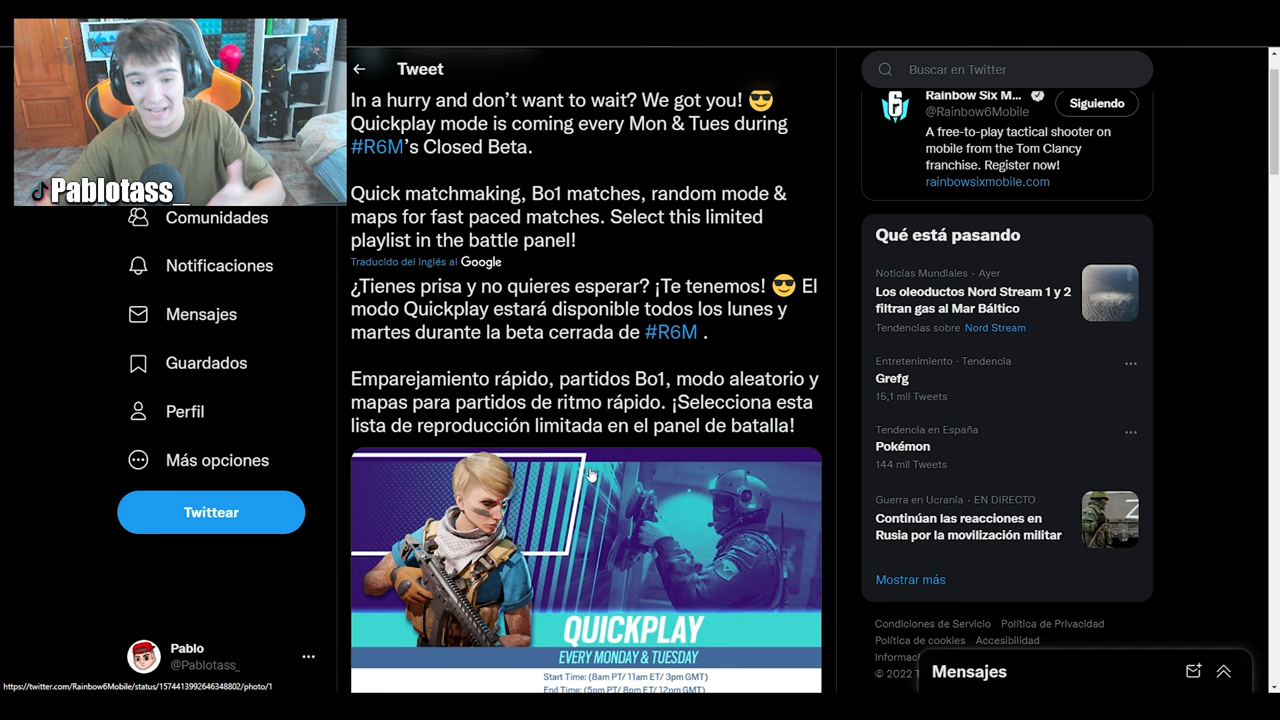 Pablotass_
Comunidades
Notificaciones
Mensajes
Guardados
Perfil
Más opciones
Twittear
Pablo
@Pablotass_
https://twitter.com/Rainbow6Mobile/status/1574413992646348802/photo/1
Tweet
In a hurry and don’t want to wait? We got you! 😎
Quickplay mode is coming every Mon & Tues during
#R6M’s Closed Beta.
Quick matchmaking, Bo1 matches, random mode &
maps for fast paced matches. Select this limited
playlist in the battle panel!
Traducido del inglés al Google
¿Tienes prisa y no quieres esperar? ¡Te tenemos! 😎 El
modo Quickplay estará disponible todos los lunes y
martes durante la beta cerrada de #R6M .
Emparejamiento rápido, partidos Bo1, modo aleatorio y
mapas para partidos de ritmo rápido. ¡Selecciona esta
lista de reproducción limitada en el panel de batalla!
QUICKPLAY
EVERY MONDAY & TUESDAY
Start Time: (8am PT/ 11am ET/ 3pm GMT)
End Time: (5pm PT/ 8pm ET/ 12pm GMT)
Buscar en Twitter
Rainbow Six M...
@Rainbow6Mobile
Siguiendo
A free-to-play tactical shooter on
mobile from the Tom Clancy
franchise. Register now!
rainbowsixmobile.com
Qué está pasando
Noticias Mundiales · Ayer
Los oleoductos Nord Stream 1 y 2
filtran gas al Mar Báltico
Tendencias sobre Nord Stream
Entretenimiento · Tendencia
Grefg
15,1 mil Tweets
Tendencia en España
Pokémon
144 mil Tweets
Guerra en Ucrania · EN DIRECTO
Continúan las reacciones en
Rusia por la movilización militar
Mostrar más
Condiciones de Servicio Política de Privacidad
Política de cookies Accesibilidad
© 2022
Mensajes